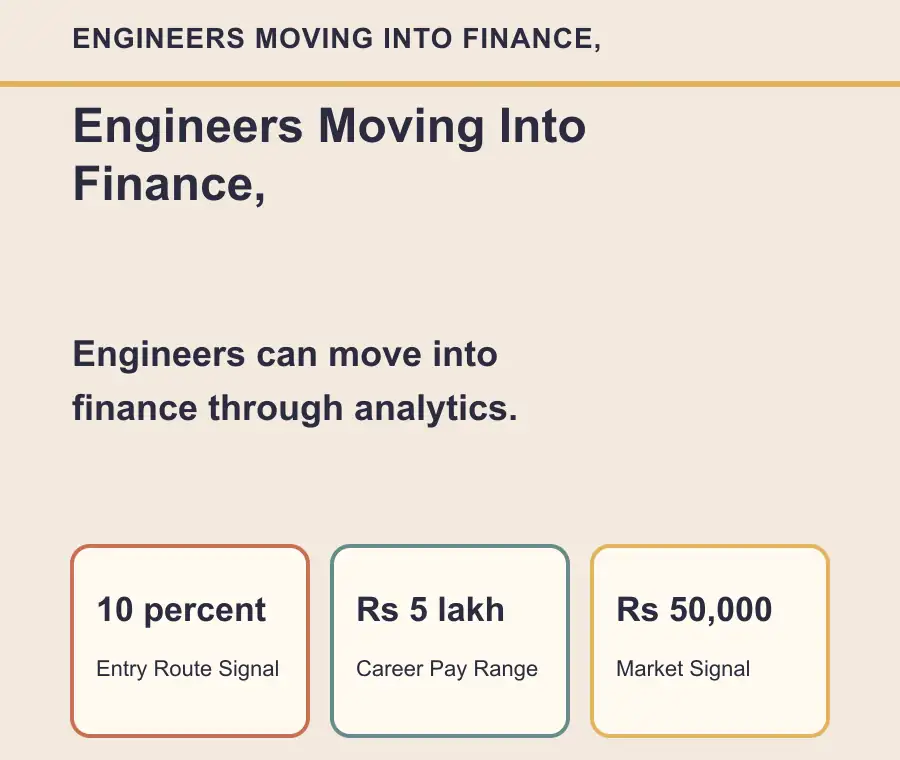 ENGINEERS MOVING INTO FINANCE,
Engineers Moving Into
Finance,
Engineers can move into
finance through analytics.
10 percent
Entry Route Signal
Rs 5 lakh
Career Pay Range
Rs 50,000
Market Signal